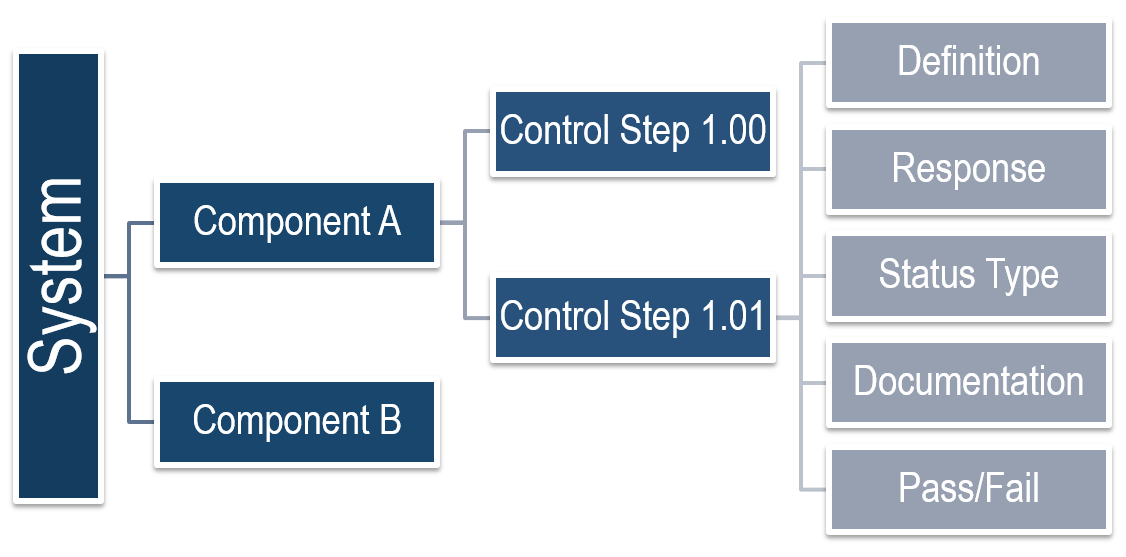 System
Component A
Component B
Control Step 1.00
Control Step 1.01
Definition
Response
Status Type
Documentation
Pass/Fail